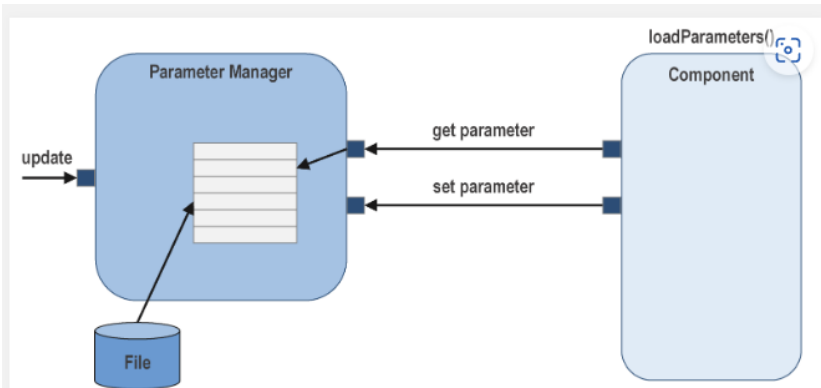 loadParameters()
Parameter Manager
Component
get parameter
update
set parameter
File